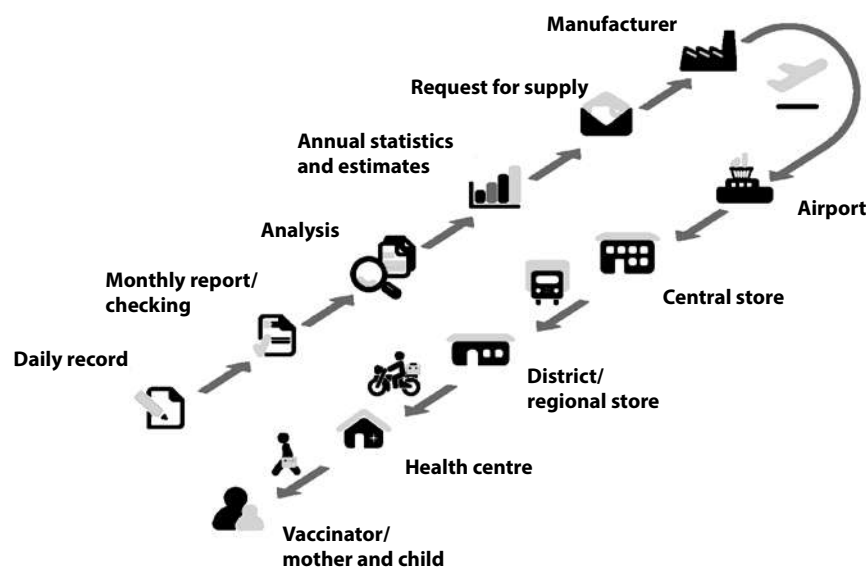 Manufacturer
Request for supply
Annual statistics
and estimates
Analysis
Monthly report/
checking
Daily record
Airport
Central store
District/
regional store
Health centre
Vaccinator/
mother and child